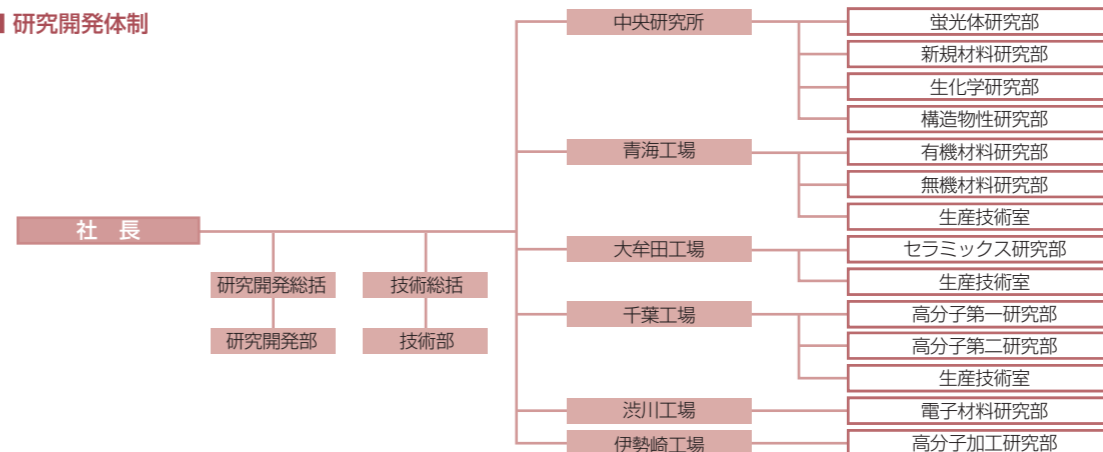 研究開発体制
社 長
研究開発総括
研究開発部
技術総括
技術部
中央研究所
蛍光体研究部
新規材料研究部
生化学研究部
構造物性研究部
青海工場
有機材料研究部
無機材料研究部
生産技術室
大牟田工場
セラミックス研究部
生産技術室
千葉工場
高分子第一研究部
高分子第二研究部
生産技術室
渋川工場
電子材料研究部
伊勢崎工場
高分子加工研究部